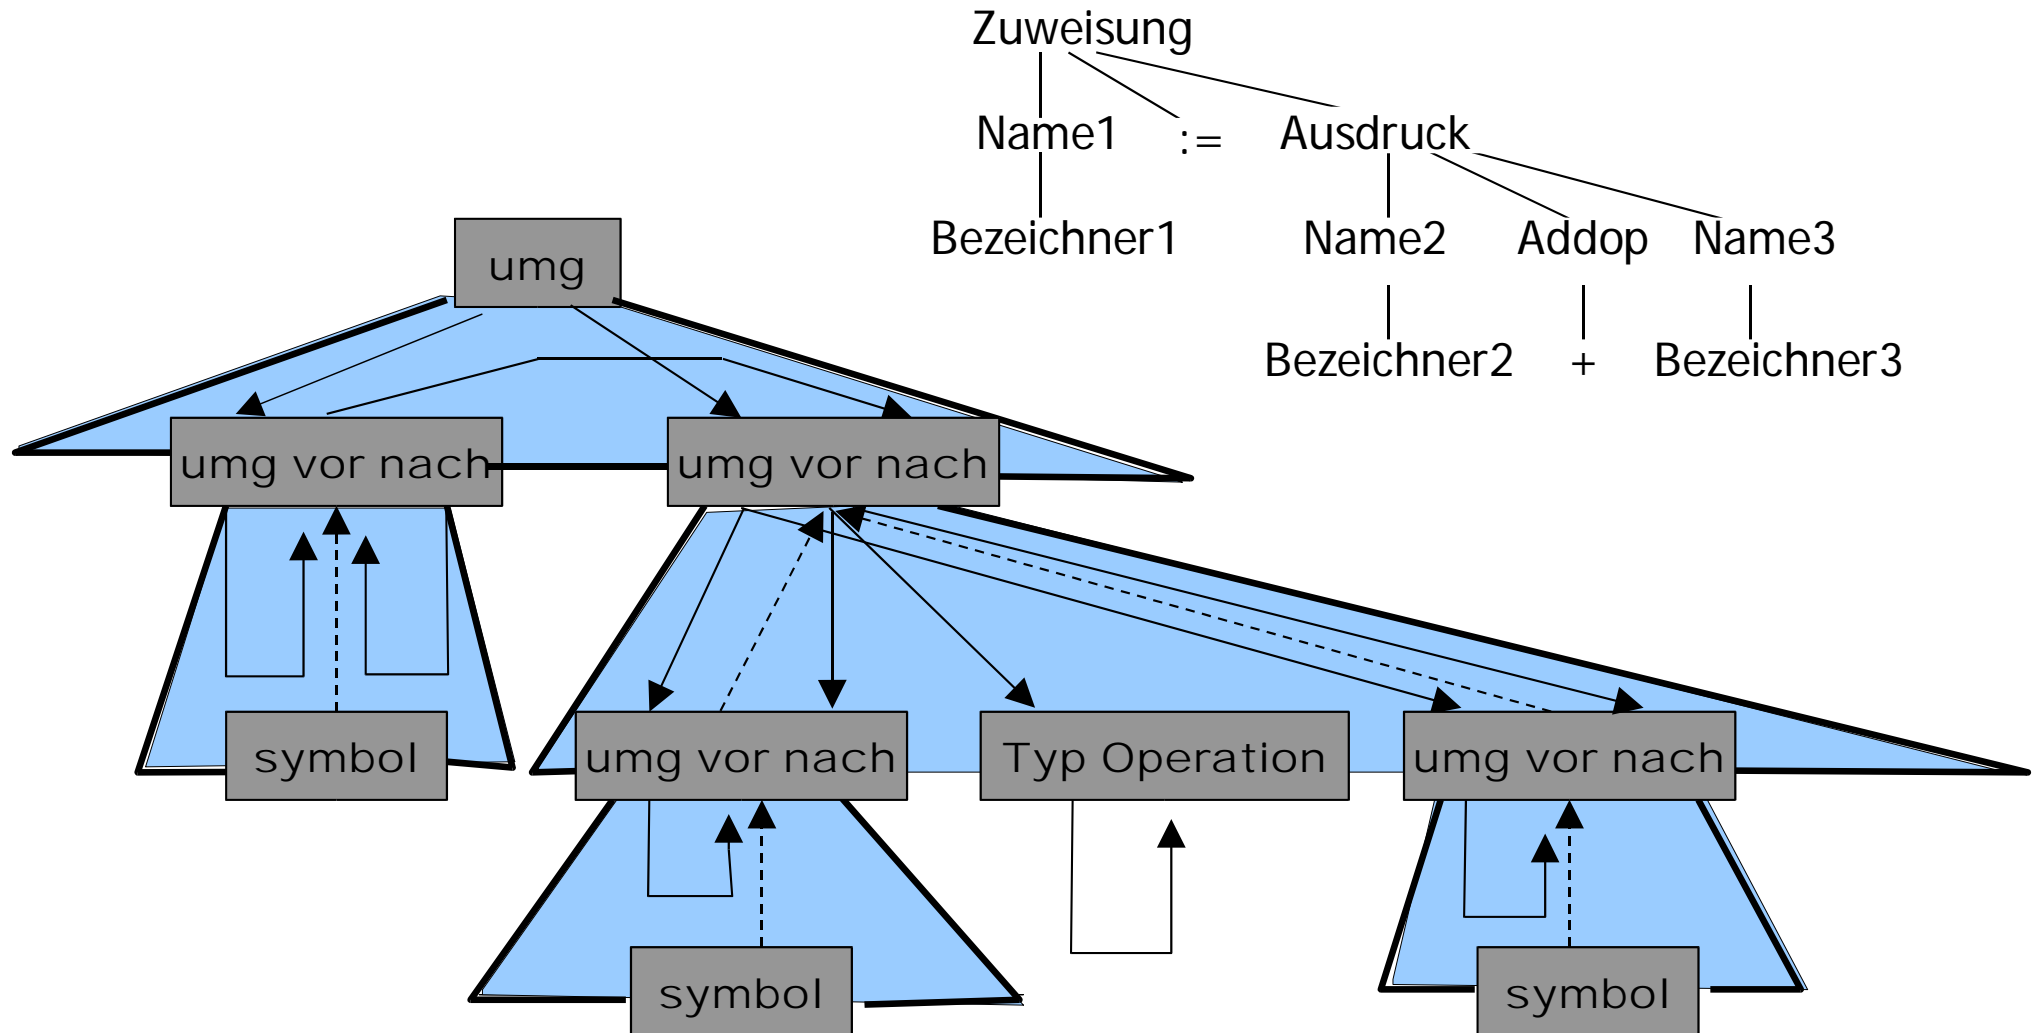 Zuweisung
Name1 := Ausdruck
Bezeichner1 Name2 Addop Name3
Bezeichner2 + Bezeichner3
umg
umg vor nach umg vor nach
symbol umg vor nach Typ Operation umg vor nach
symbol symbol